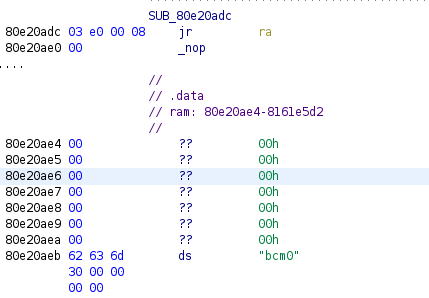 SUB_80e20adc
80e20adc 03 e0 00 08 jr ra
80e20ae0 00 _nop
....
//
// .data
// ram: 80e20ae4-8161e5d2
//
80e20ae4 00 ?? 00h
80e20ae5 00 ?? 00h
80e20ae6 00 ?? 00h
80e20ae7 00 ?? 00h
80e20ae8 00 ?? 00h
80e20ae9 00 ?? 00h
80e20aea 00 ?? 00h
80e20aeb 62 63 6d ds "bcm0"
30 00 00
00 00